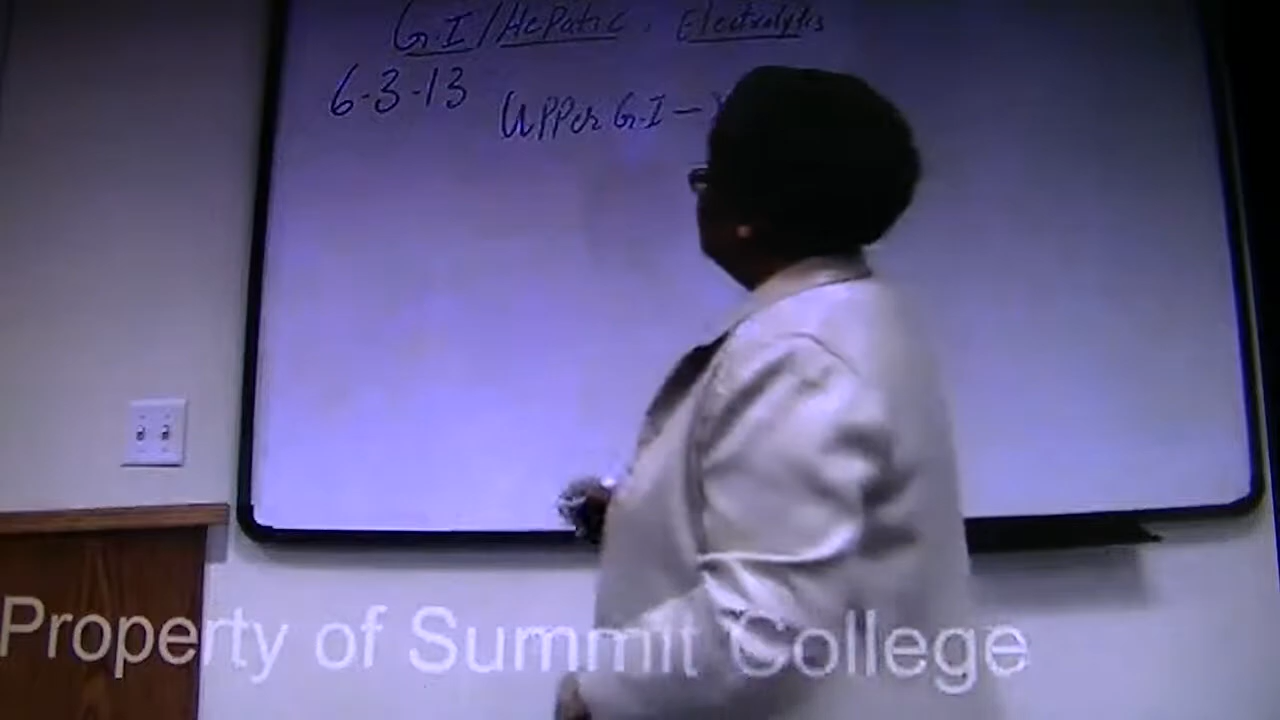 G.I/Hepatic . Electrolytes
6-3-13
Upper G.I –
Property of Summit College